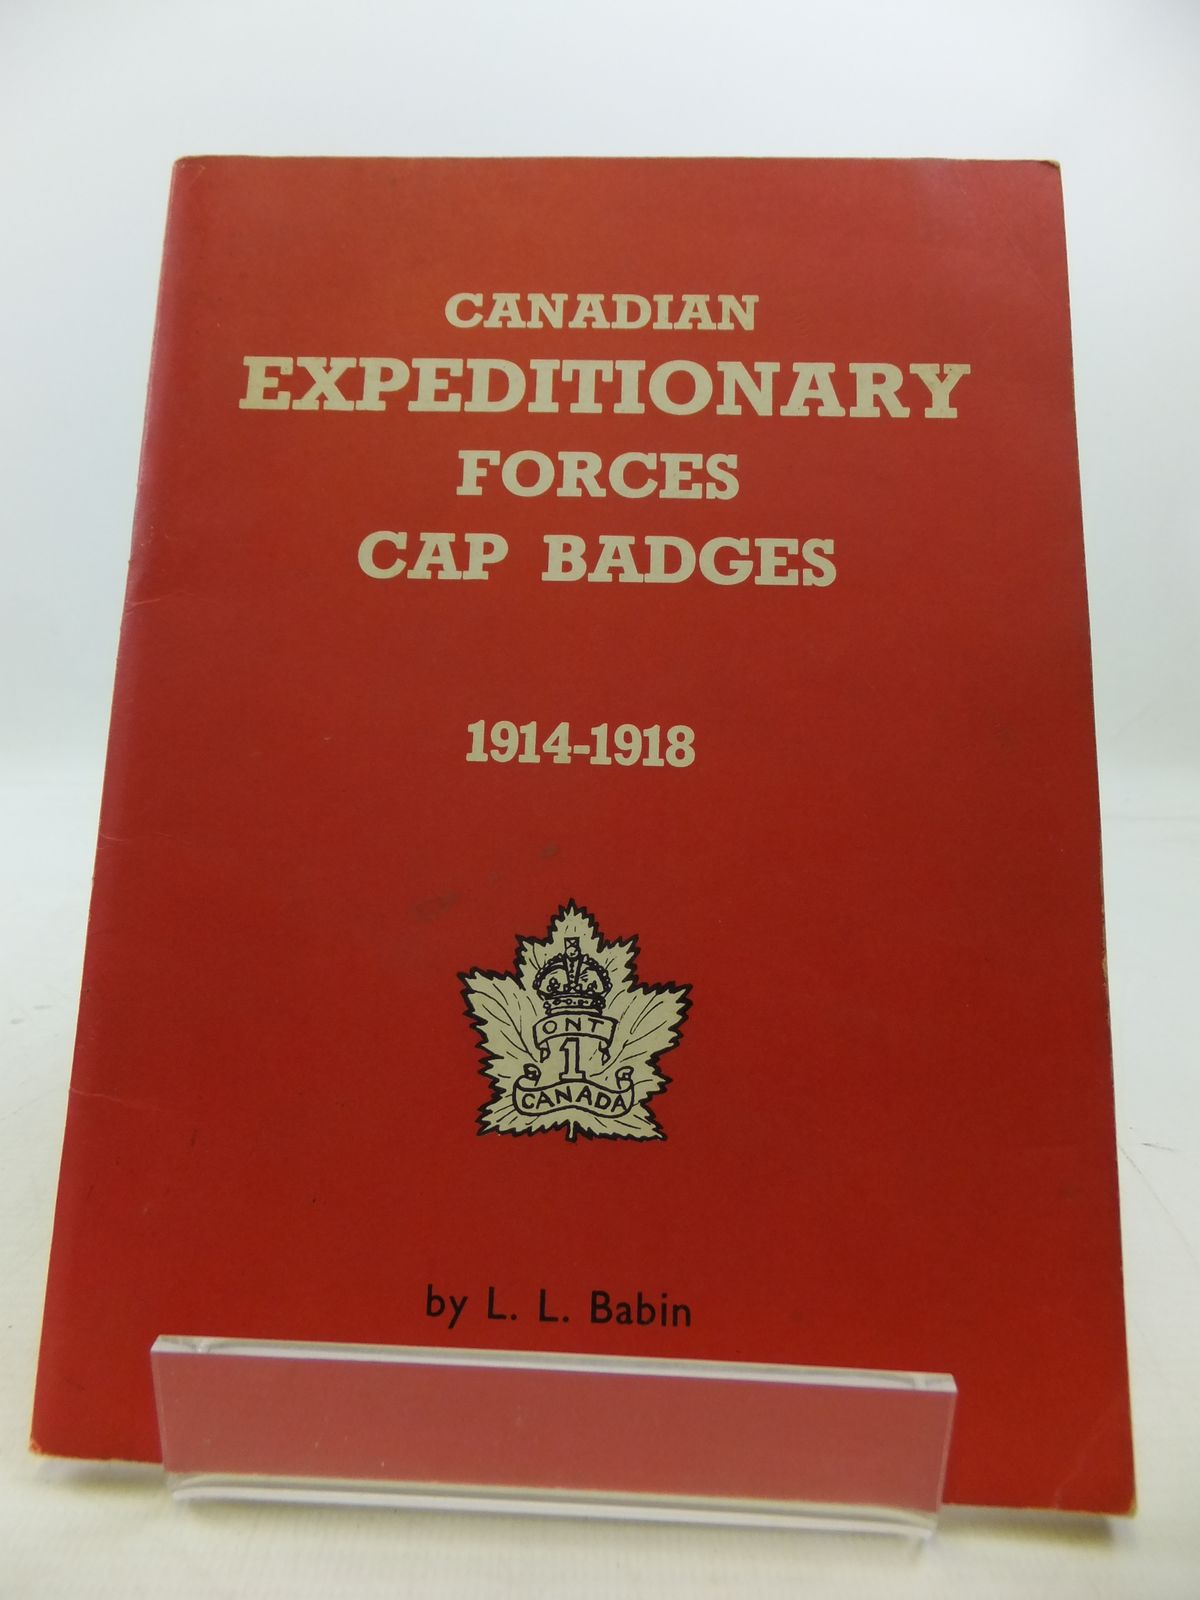 CANADIAN
EXPEDITIONARY
FORCES
CAP BADGES
1914-1918
ONT
1
CANADA
by L. L. Babin